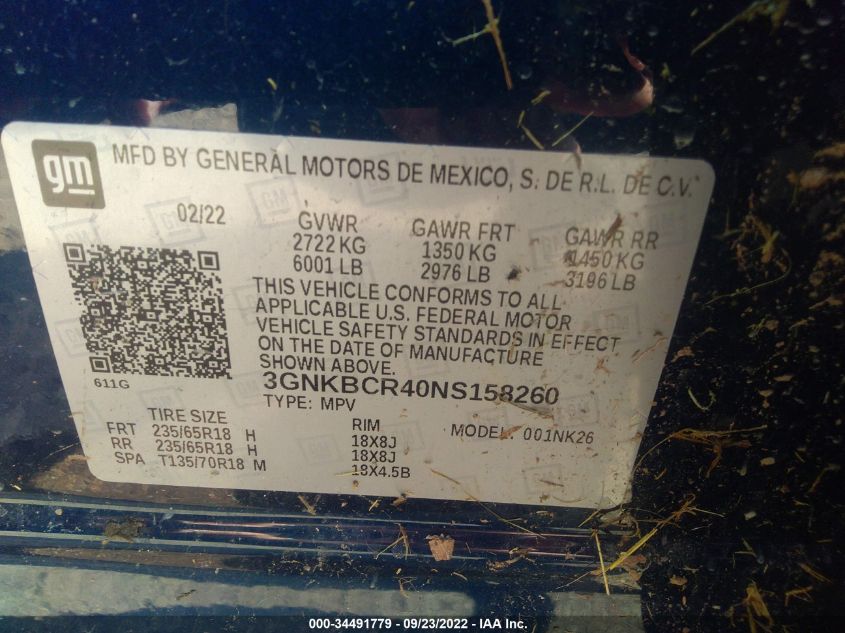 gm
MFD BY GENERAL MOTORS DE MEXICO, S. DE R.L. DE C.V.
02/22 GVWR GAWR FRT GAWR RR
2722 KG 1350 KG 1450 KG
6001 LB 2976 LB 3196 LB
THIS VEHICLE CONFORMS TO ALL
APPLICABLE U.S. FEDERAL MOTOR
VEHICLE SAFETY STANDARDS IN EFFECT
ON THE DATE OF MANUFACTURE
SHOWN ABOVE.
611G
3GNKBCR40NS158260
TYPE: MPV
TIRE SIZE RIM MODEL: 001NK26
FRT 235/65R18 H 18X8J
RR 235/65R18 H 18X8J
SPA T135/70R18 M 18X4.5B
000-34491779 - 09/23/2022 - IAA Inc.